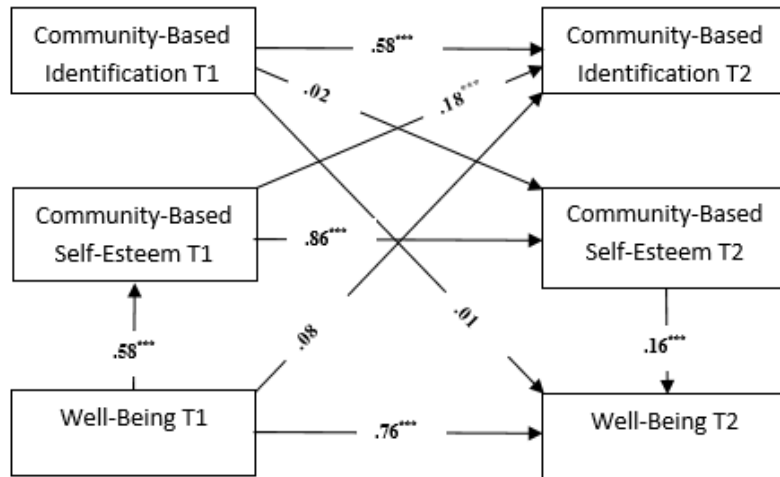 Community-Based
Identification T1
.58***
Community-Based
Identification T2
.02
.18***
Community-Based
Self-Esteem T1
.86***
Community-Based
Self-Esteem T2
.58***
.08
.01
.16***
Well-Being T1
.76***
Well-Being T2